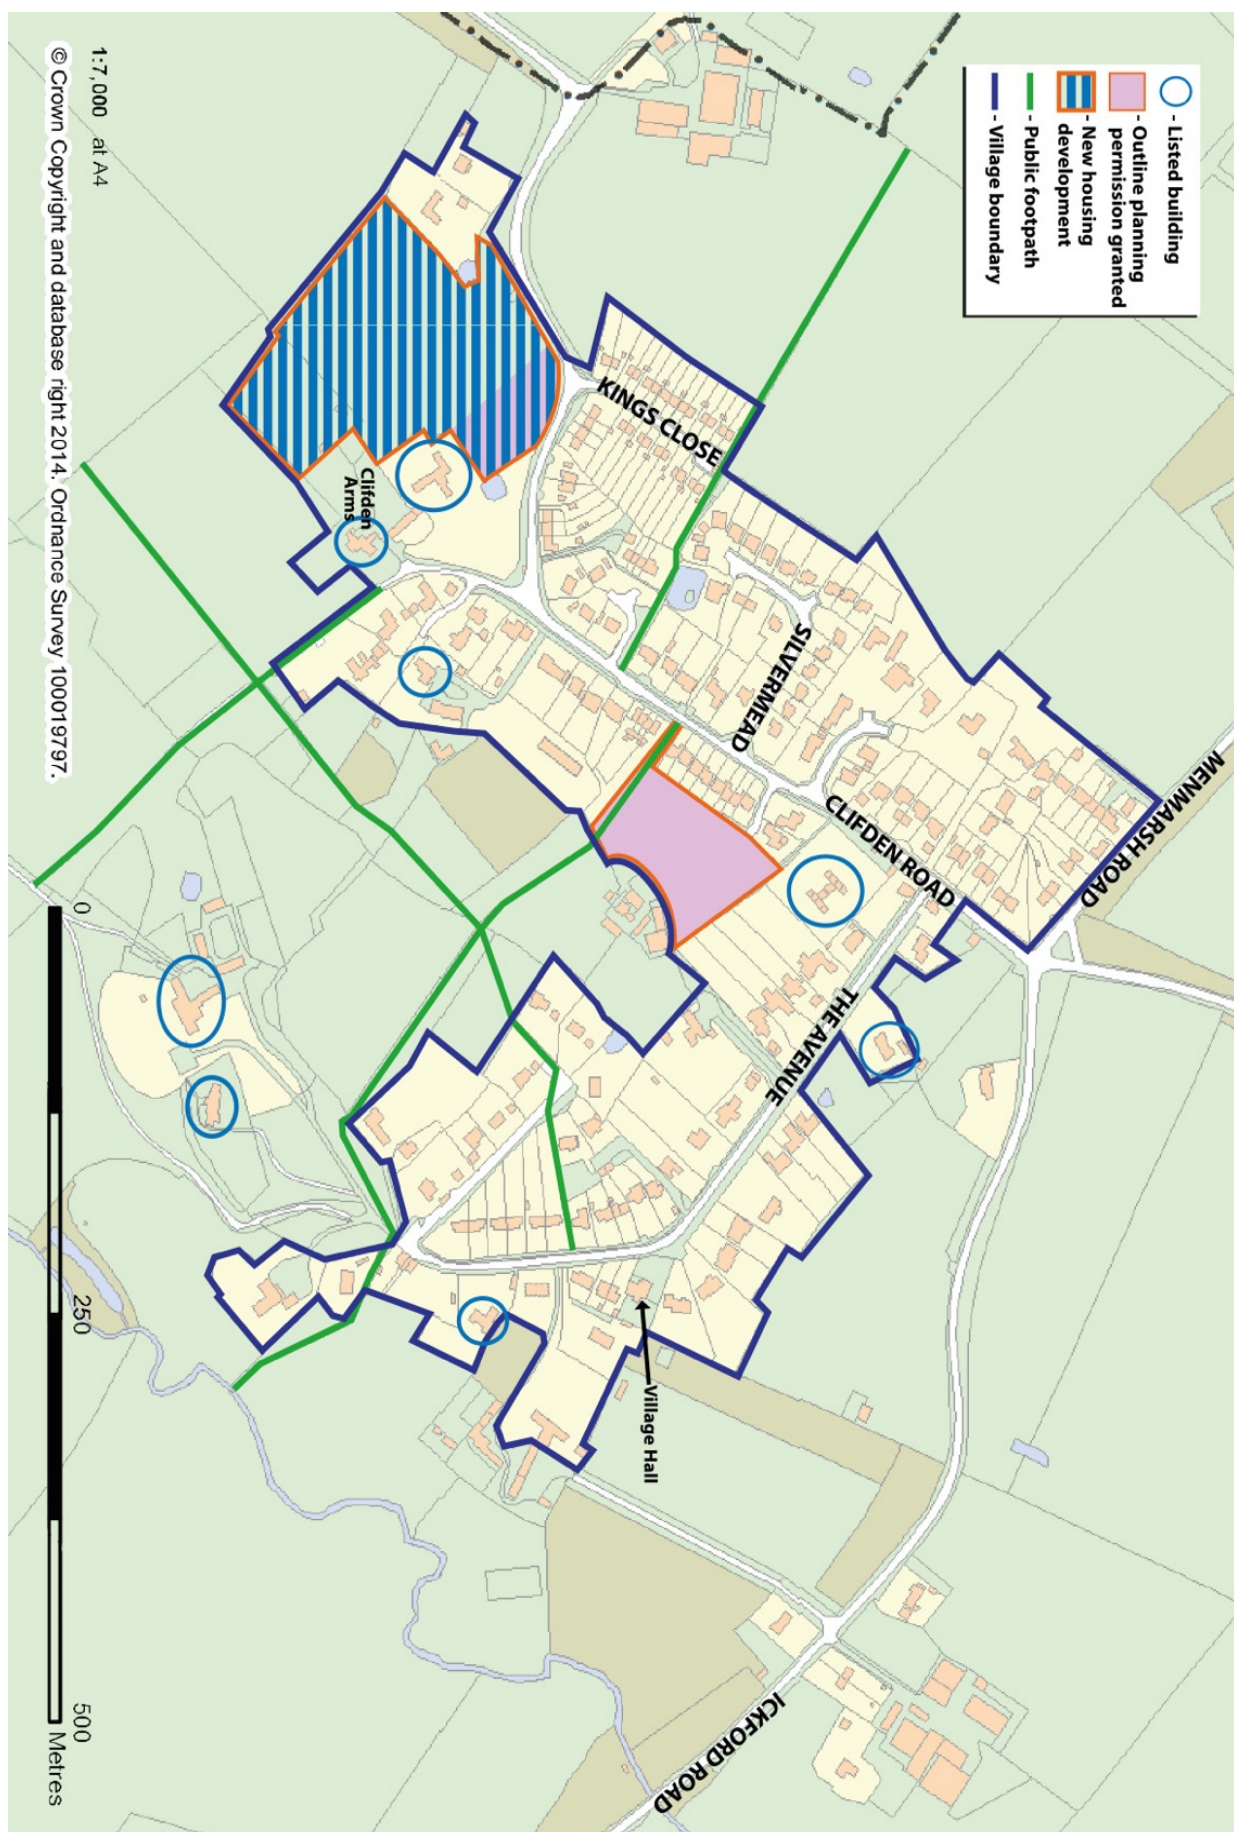 - Listed building
- Outline planning
permission granted
- New housing
development
- Public footpath
- Village boundary
1:7,000 at A4
© Crown Copyright and database right 2014. Ordnance Survey 100019797.
KINGS CLOSE
Clifden
Arms
SILVERMEAD
MENMARSH ROAD
CLIFDEN ROAD
THE AVENUE
Village Hall
ICKFORD ROAD
0
250
500
Metres